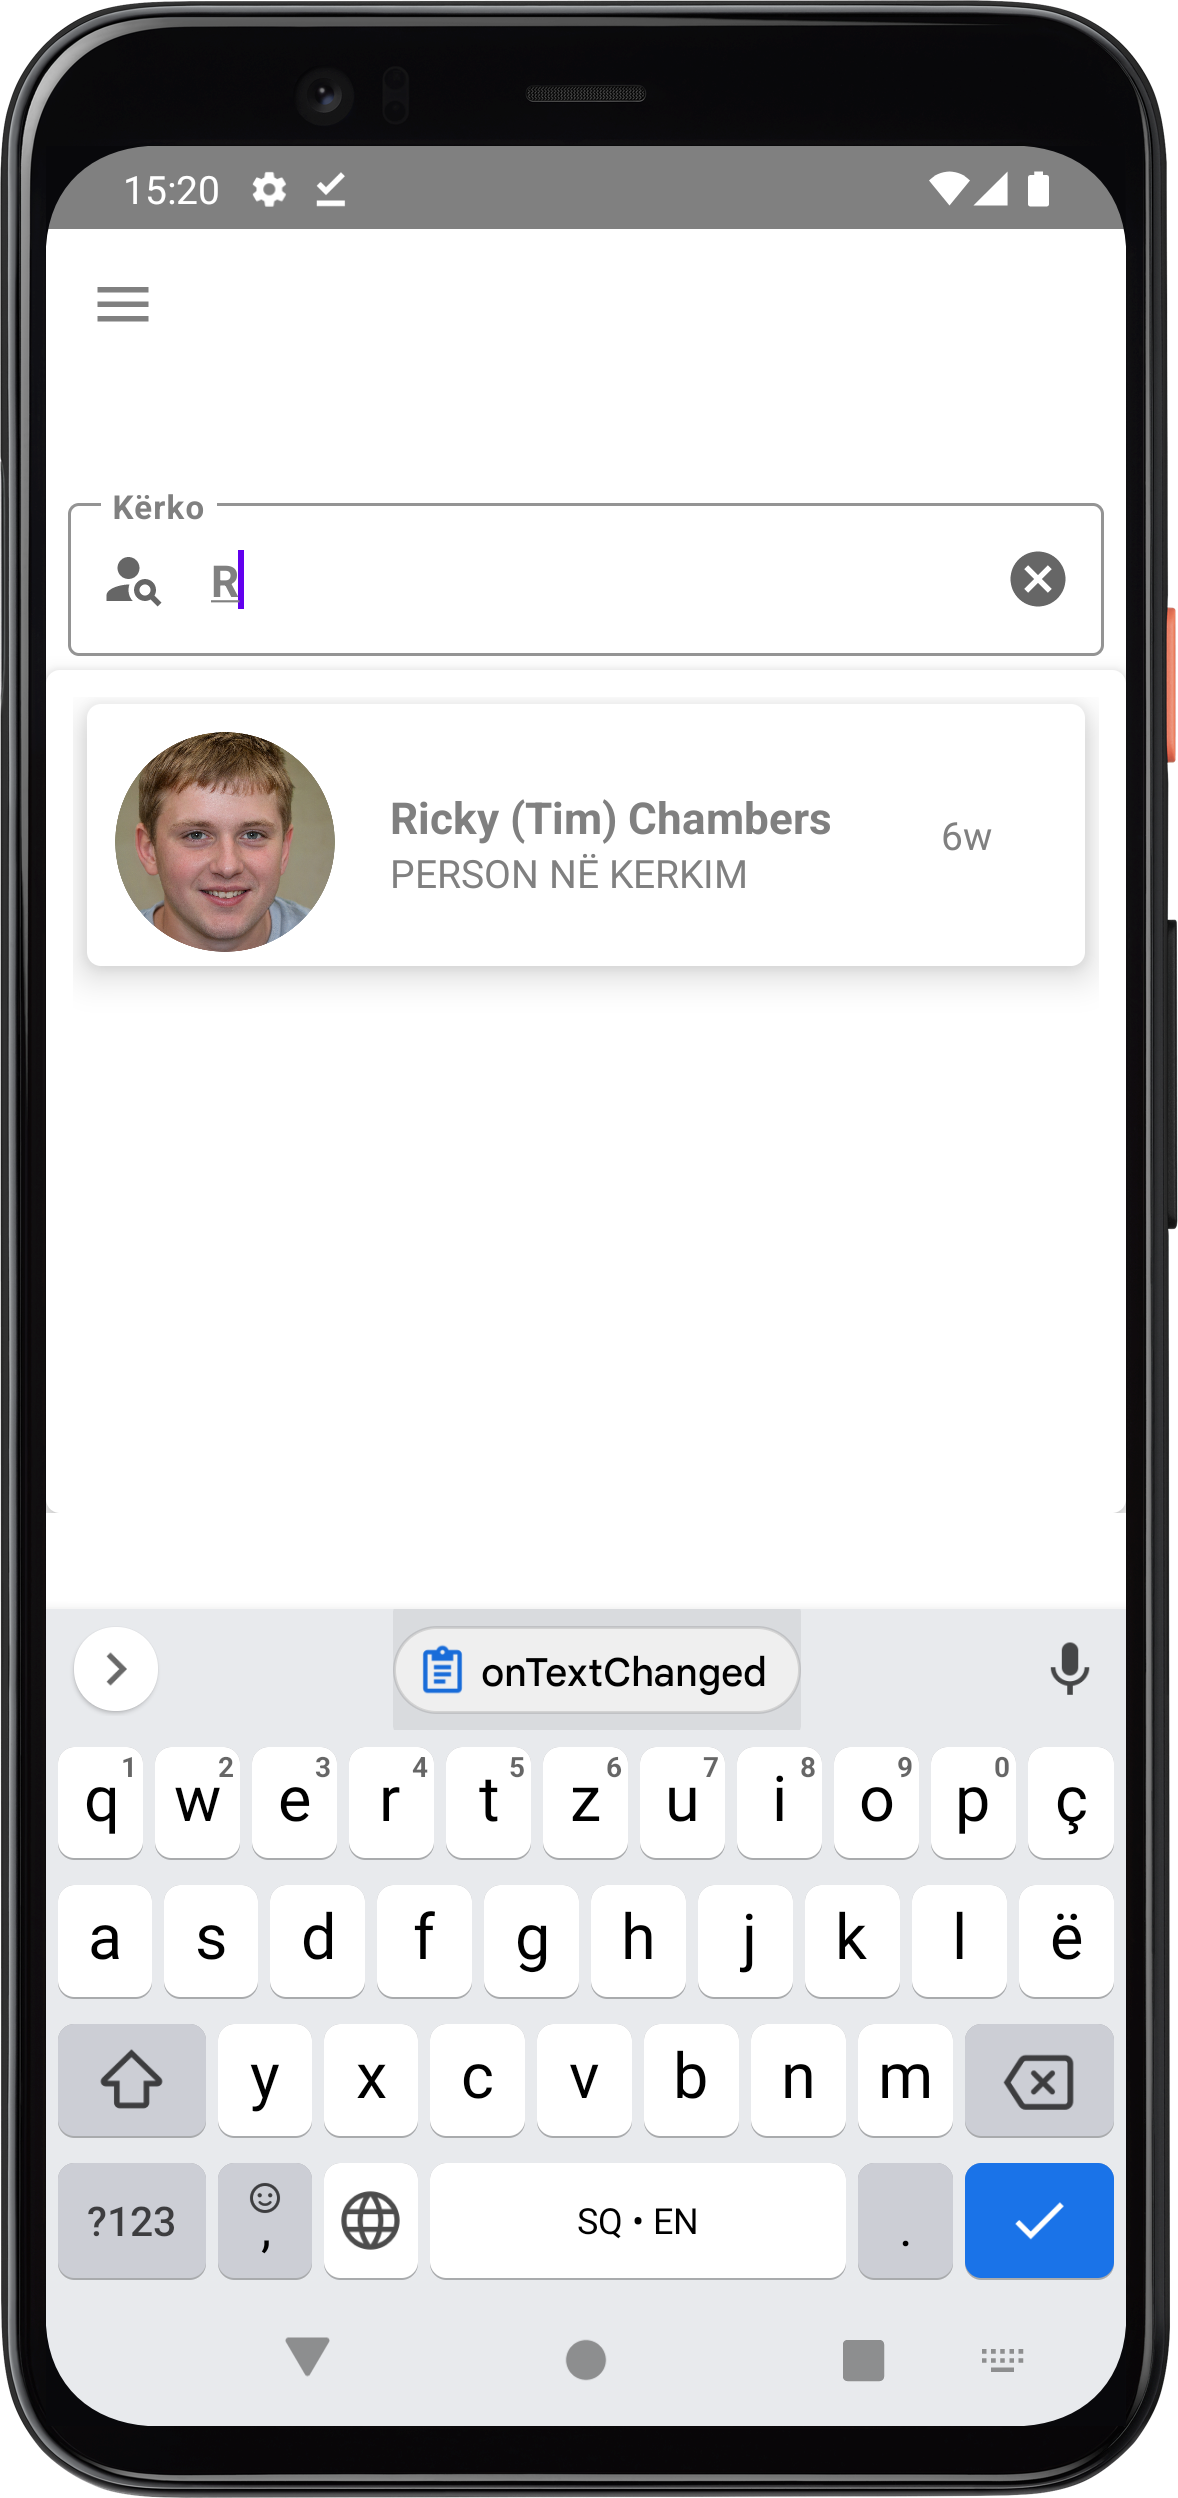 15:20
Kërko
R
Ricky (Tim) Chambers
6w
PERSON NË KERKIM
onTextChanged
1 2 3 4 5 6 7 8 9 0
q w e r t z u i o p ç
a s d f g h j k l ë
y x c v b n m
?123 , SQ • EN .